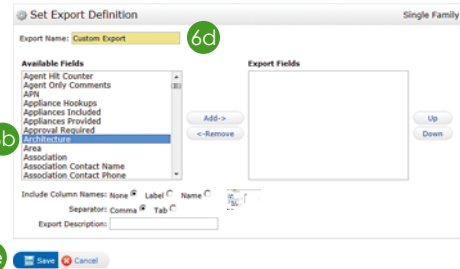 Set Export Definition
Single Family
Export Name: Custom Export
6d
Available Fields
Export Fields
Agent Hit Counter
Agent Only Comments
APN
Appliance Hookups
Appliances Included
Appliances Provided
Approval Required
Architecture
Area
Association
Association Contact Name
Association Contact Phone
Add->
<-Remove
Up
Down
b
Include Column Names: None Label Name
Separator: Comma Tab
Export Description:
Save Cancel